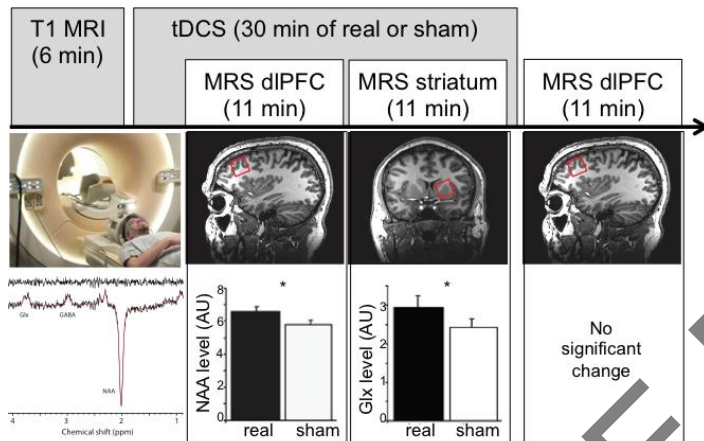 T1 MRI
(6 min)
tDCS (30 min of real or sham)
MRS dlPFC
(11 min)
MRS striatum
(11 min)
MRS dlPFC
(11 min)
Glx
GABA
NAA
4
3
2
1
Chemical shift (ppm)
*
NAA level (AU)
8
6
4
2
0
real
sham
*
Glx level (AU)
3
2
1
0
real
sham
No
significant
change